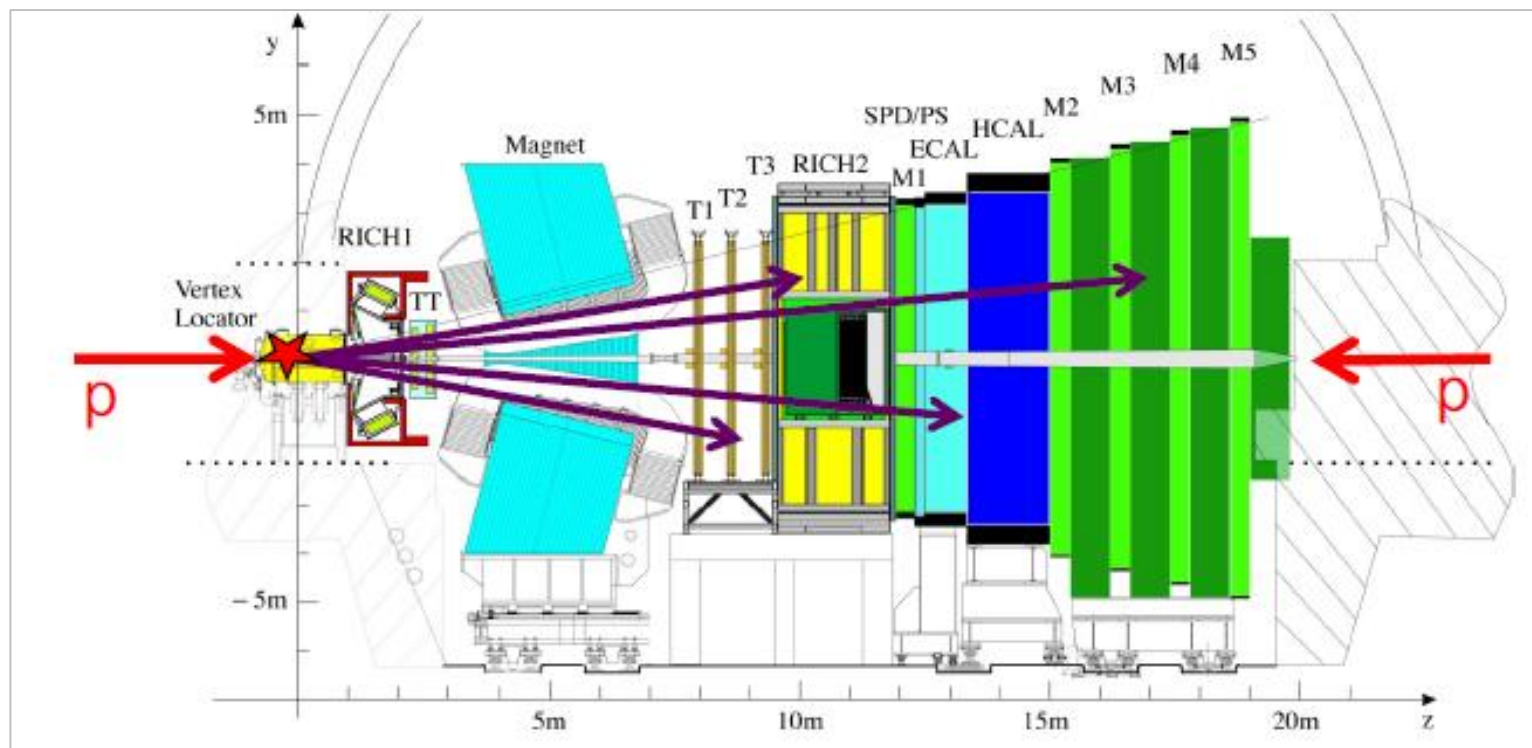 y
5m
Magnet
Vertex
Locator
RICH1
TT
T1
T2
T3
RICH2
SPD/PS
M1
ECAL
HCAL
M2
M3
M4
M5
p
p
– 5m
5m
10m
15m
20m
z